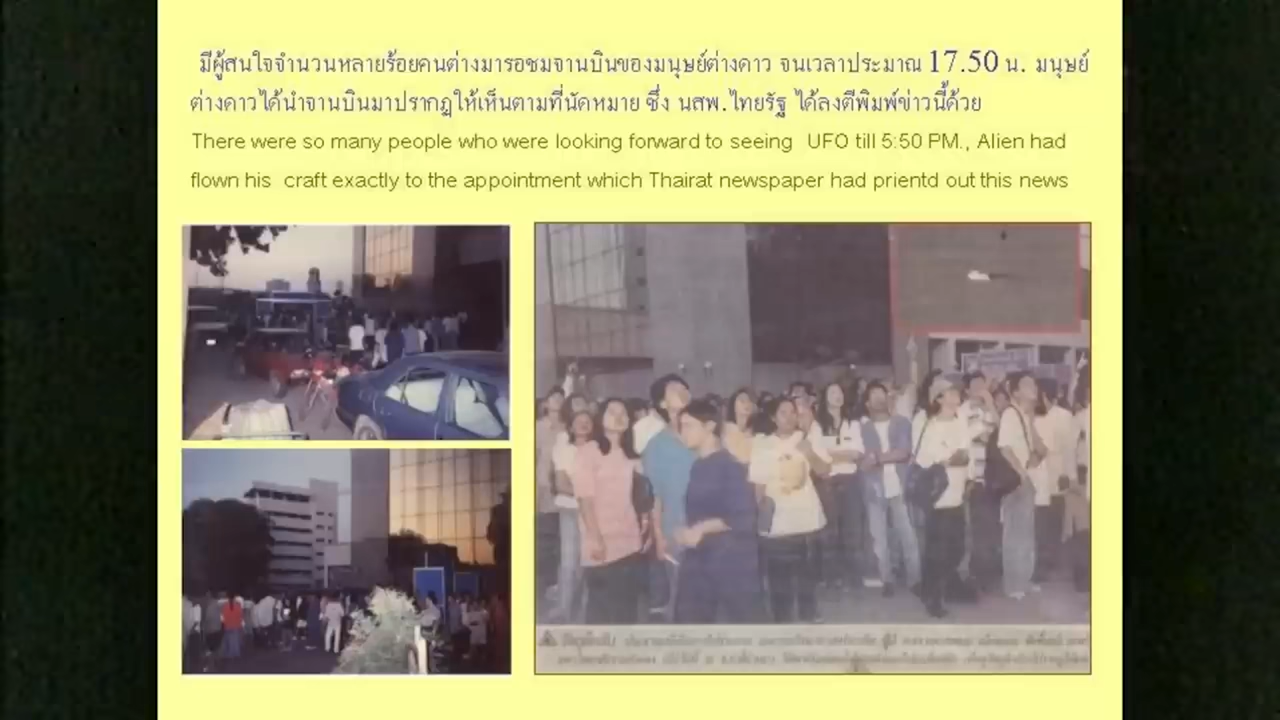 มีผู้สนใจจำนวนหลายร้อยคนต่างมารอชมจานบินของมนุษย์ต่างดาว จนเวลาประมาณ 17.50 น. มนุษย์
ต่างดาวได้นำจานบินมาปรากฏให้เห็นตามที่นัดหมาย ซึ่ง นสพ.ไทยรัฐ ได้ลงตีพิมพ์ข่าวนี้ด้วย
There were so many people who were looking forward to seeing UFO till 5:50 PM., Alien had
flown his craft exactly to the appointment which Thairat newspaper had prientd out this news